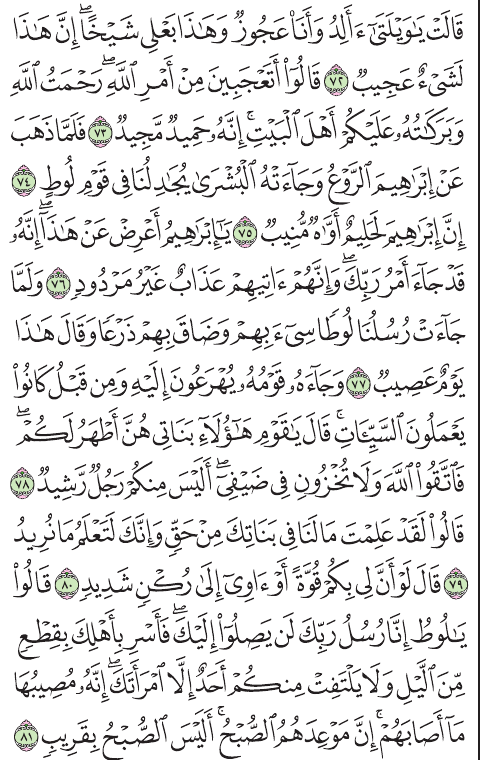 قَالَتْ يَٰوَيْلَتَىٰٓ ءَأَلِدُ وَأَنَا۠ عَجُوزٌ وَهَٰذَا بَعْلِى شَيْخًا ۖ إِنَّ هَٰذَا
لَشَىْءٌ عَجِيبٌ ٧٢ قَالُوٓا۟ أَتَعْجَبِينَ مِنْ أَمْرِ ٱللَّهِ ۖ رَحْمَتُ ٱللَّهِ
وَبَرَكَٰتُهُۥ عَلَيْكُمْ أَهْلَ ٱلْبَيْتِ ۚ إِنَّهُۥ حَمِيدٌ مَّجِيدٌ ٧٣ فَلَمَّا ذَهَبَ
عَنْ إِبْرَٰهِيمَ ٱلرَّوْعُ وَجَآءَتْهُ ٱلْبُشْرَىٰ يُجَٰدِلُنَا فِى قَوْمِ لُوطٍ ٧٤
إِنَّ إِبْرَٰهِيمَ لَحَلِيمٌ أَوَّٰهٌ مُّنِيبٌ ٧٥ يَٰٓإِبْرَٰهِيمُ أَعْرِضْ عَنْ هَٰذَآ ۖ إِنَّهُۥ
قَدْ جَآءَ أَمْرُ رَبِّكَ ۖ وَإِنَّهُمْ ءَاتِيهِمْ عَذَابٌ غَيْرُ مَرْدُودٍ ٧٦ وَلَمَّا
جَآءَتْ رُسُلُنَا لُوطًا سِىٓءَ بِهِمْ وَضَاقَ بِهِمْ ذَرْعًا وَقَالَ هَٰذَا
يَوْمٌ عَصِيبٌ ٧٧ وَجَآءَهُۥ قَوْمُهُۥ يُهْرَعُونَ إِلَيْهِ وَمِن قَبْلُ كَانُوا۟
يَعْمَلُونَ ٱلسَّيِّـَٔاتِ ۚ قَالَ يَٰقَوْمِ هَٰٓؤُلَآءِ بَنَاتِى هُنَّ أَطْهَرُ لَكُمْ ۖ
فَٱتَّقُوا۟ ٱللَّهَ وَلَا تُخْزُونِ فِى ضَيْفِىٓ ۖ أَلَيْسَ مِنكُمْ رَجُلٌ رَّشِيدٌ ٧٨
قَالُوا۟ لَقَدْ عَلِمْتَ مَا لَنَا فِى بَنَاتِكَ مِنْ حَقٍّ وَإِنَّكَ لَتَعْلَمُ مَا نُرِيدُ
٧٩ قَالَ لَوْ أَنَّ لِى بِكُمْ قُوَّةً أَوْ ءَاوِىٓ إِلَىٰ رُكْنٍ شَدِيدٍ ٨٠ قَالُوا۟
يَٰلُوطُ إِنَّا رُسُلُ رَبِّكَ لَن يَصِلُوٓا۟ إِلَيْكَ ۖ فَأَسْرِ بِأَهْلِكَ بِقِطْعٍ
مِّنَ ٱلَّيْلِ وَلَا يَلْتَفِتْ مِنكُمْ أَحَدٌ إِلَّا ٱمْرَأَتَكَ ۖ إِنَّهُۥ مُصِيبُهَا
مَآ أَصَابَهُمْ ۚ إِنَّ مَوْعِدَهُمُ ٱلصُّبْحُ ۚ أَلَيْسَ ٱلصُّبْحُ بِقَرِيبٍ ٨١